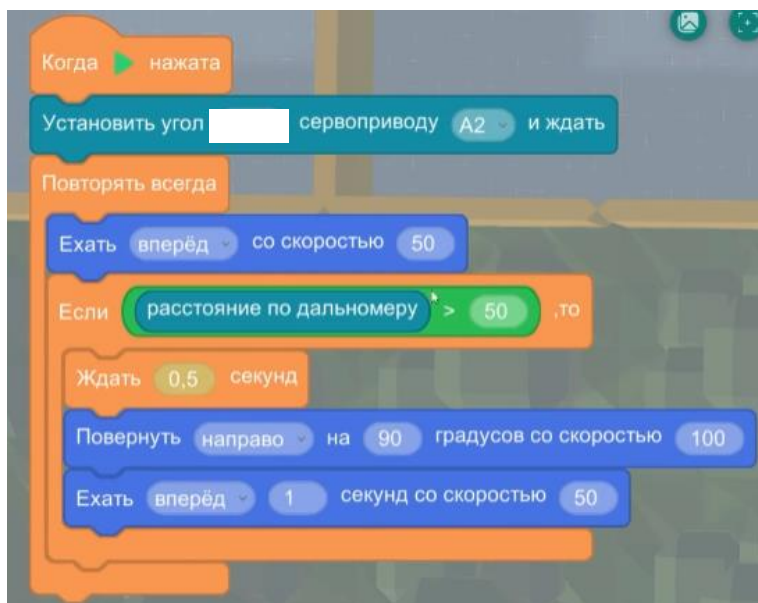 Когда нажата
Установить угол сервоприводу A2 и ждать
Повторять всегда
Ехать вперёд со скоростью 50
Если расстояние по дальномеру > 50 ,то
Ждать 0,5 секунд
Повернуть направо на 90 градусов со скоростью 100
Ехать вперёд 1 секунд со скоростью 50